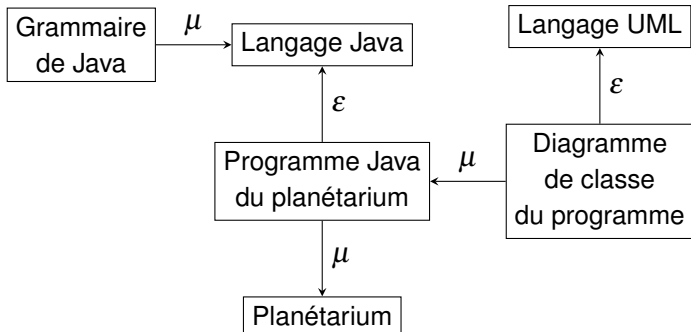 Grammaire
de Java
μ
Langage Java
Langage UML
ε
ε
Programme Java
du planétarium
μ
Diagramme
de classe
du programme
μ
Planétarium